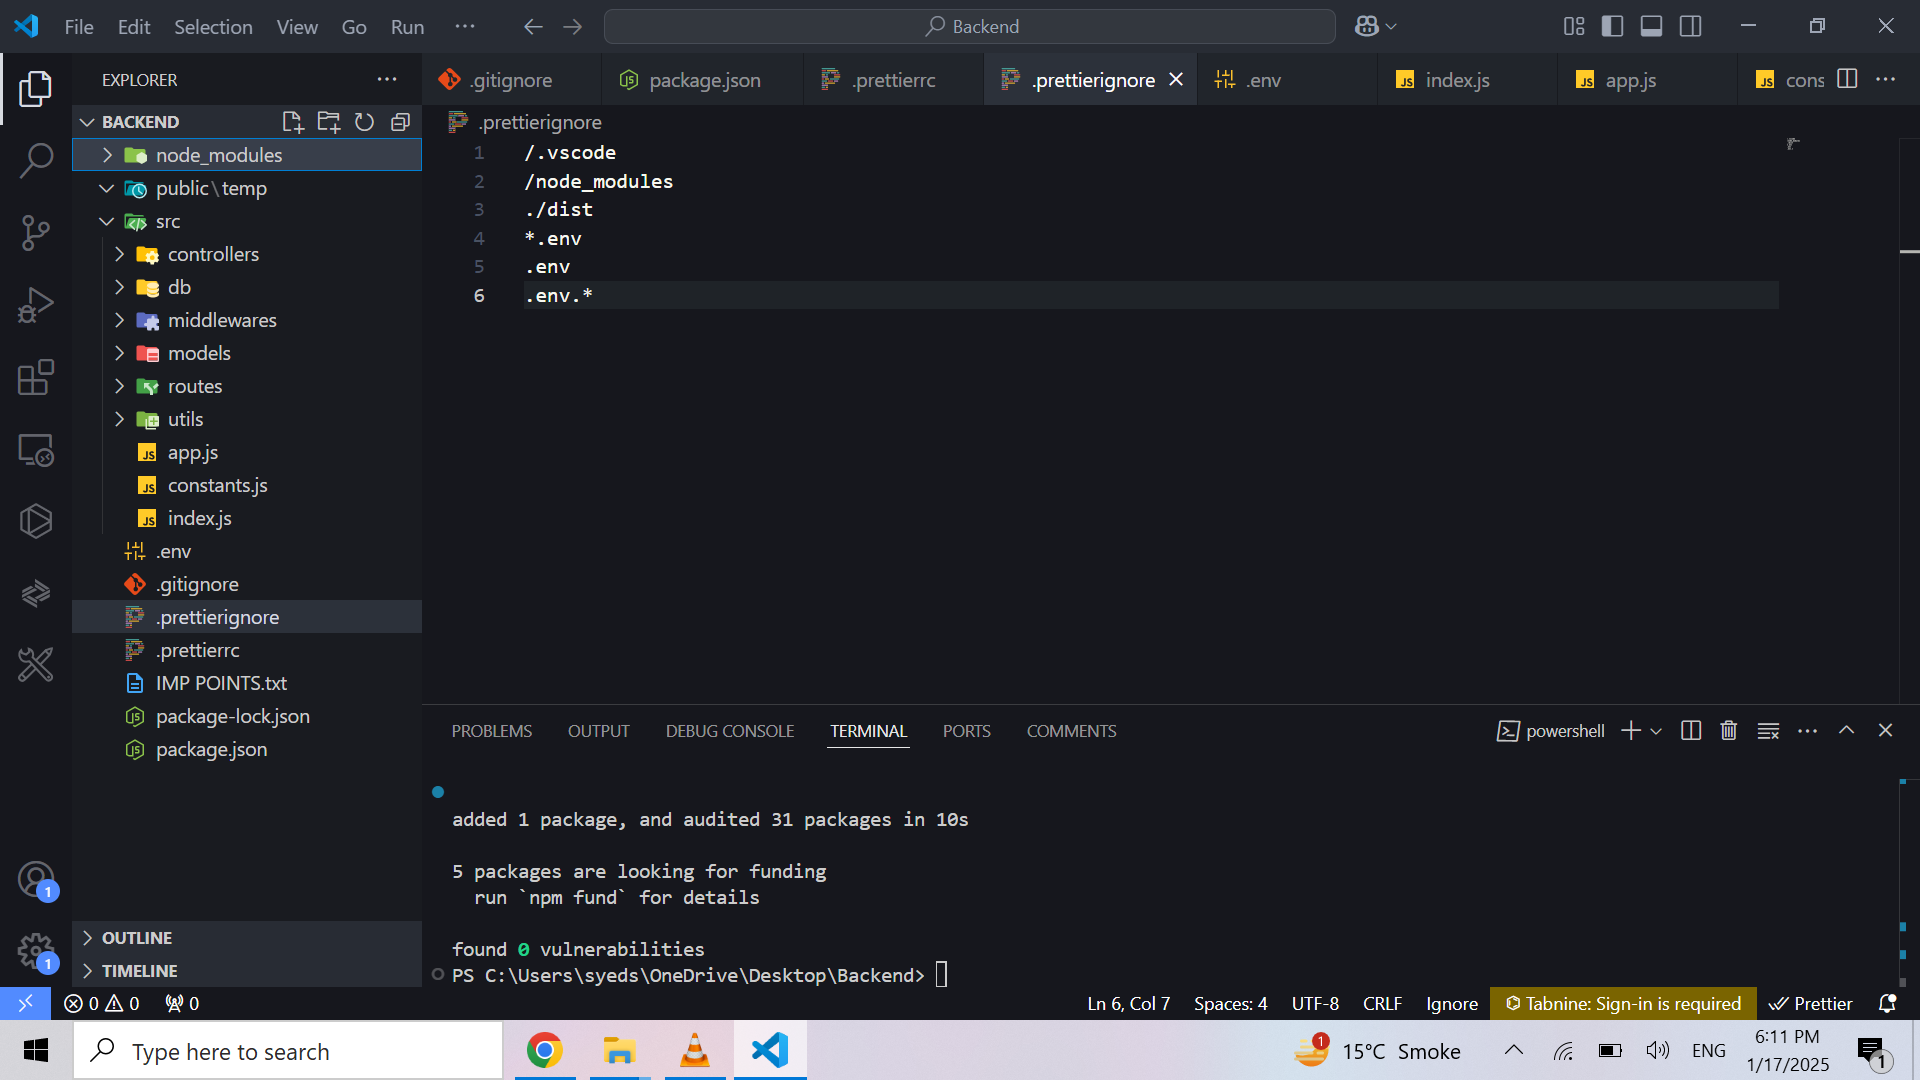 File Edit Selection View Go Run
Backend
EXPLORER
.gitignore
package.json
.prettierrc
.prettierignore
.env
index.js
app.js
cons
BACKEND
node_modules
public\temp
src
controllers
db
middlewares
models
routes
utils
app.js
constants.js
index.js
.env
.gitignore
.prettierignore
.prettierrc
IMP POINTS.txt
package-lock.json
package.json
OUTLINE
TIMELINE
.prettierignore
1 /.vscode
2 /node_modules
3 ./dist
4 *.env
5 .env
6 .env.*
PROBLEMS OUTPUT DEBUG CONSOLE TERMINAL PORTS COMMENTS
powershell
added 1 package, and audited 31 packages in 10s
5 packages are looking for funding
run `npm fund` for details
found 0 vulnerabilities
PS C:\Users\syeds\OneDrive\Desktop\Backend>
1
1
0 0 0
Ln 6, Col 7 Spaces: 4 UTF-8 CRLF Ignore Tabnine: Sign-in is required Prettier
Type here to search
1
15°C Smoke
ENG
6:11 PM
1/17/2025
1